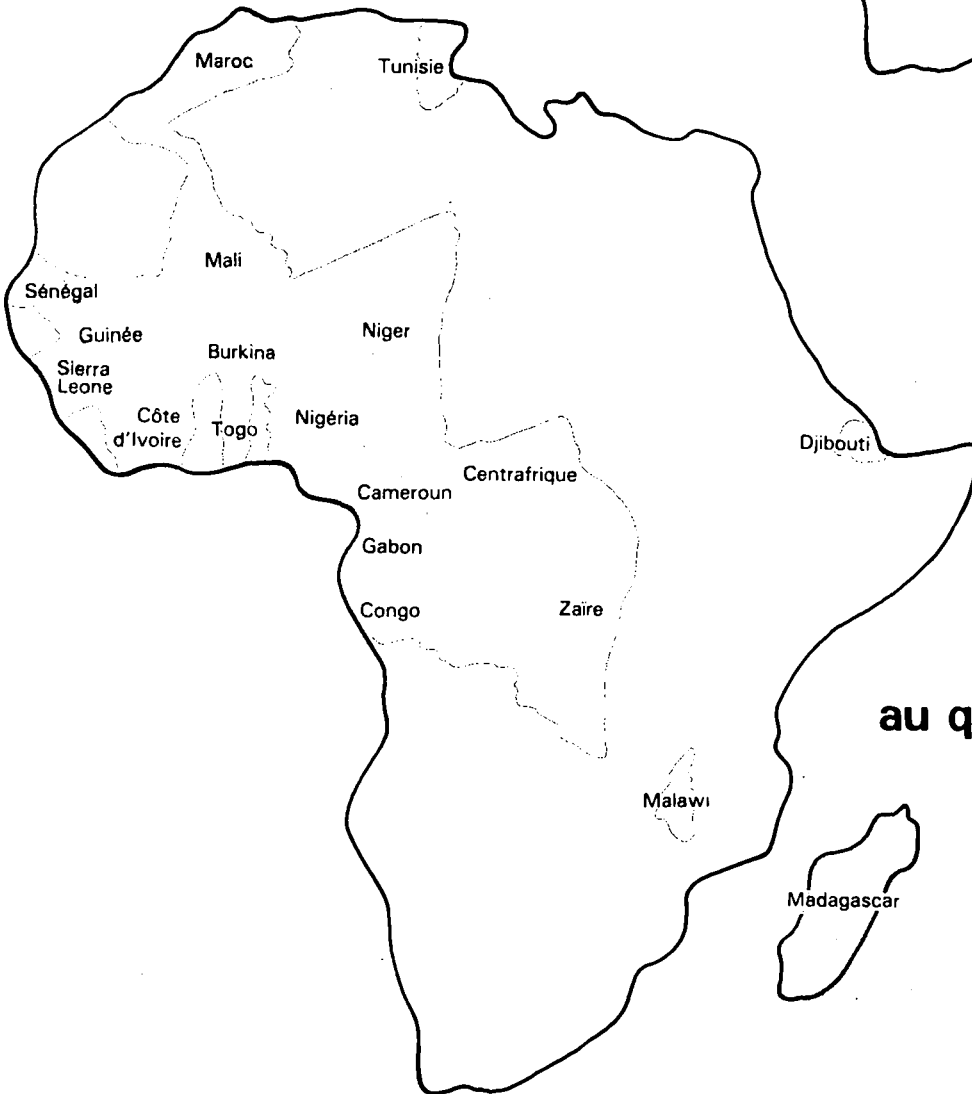 Maroc
Tunisie
Mali
Sénégal
Guinée
Niger
Burkina
Sierra
Leone
Côte
d'Ivoire
Togo
Nigéria
Djibouti
Centrafrique
Cameroun
Gabon
Congo
Zaïre
au q
Malawi
Madagascar